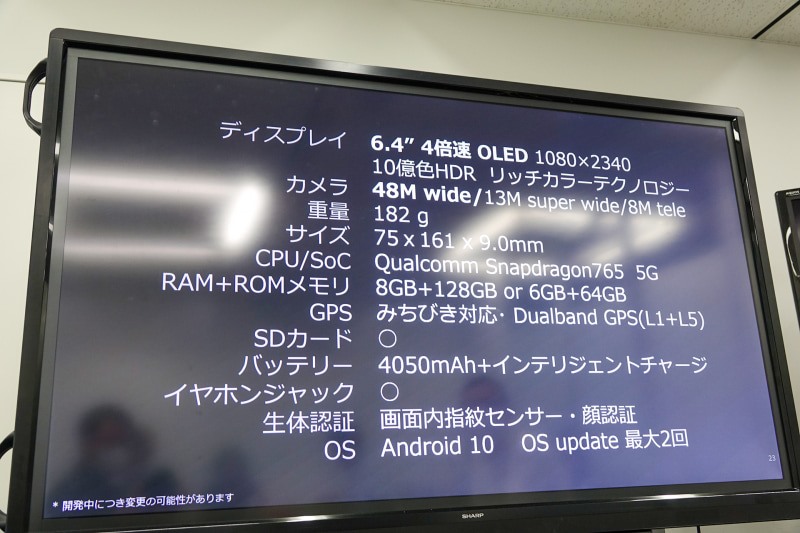 ディスプレイ 6.4” 4倍速 OLED 1080×2340
10億色HDR リッチカラーテクノロジー
カメラ 48M wide/13M super wide/8M tele
重量 182 g
サイズ 75 x 161 x 9.0mm
CPU/SoC Qualcomm Snapdragon765 5G
RAM+ROMメモリ 8GB+128GB or 6GB+64GB
GPS みちびき対応・Dualband GPS(L1+L5)
SDカード ○
バッテリー 4050mAh+インテリジェントチャージ
イヤホンジャック ○
生体認証 画面内指紋センサー・顔認証
OS Android 10 OS update 最大2回
23
* 開発中につき変更の可能性があります
SHARP